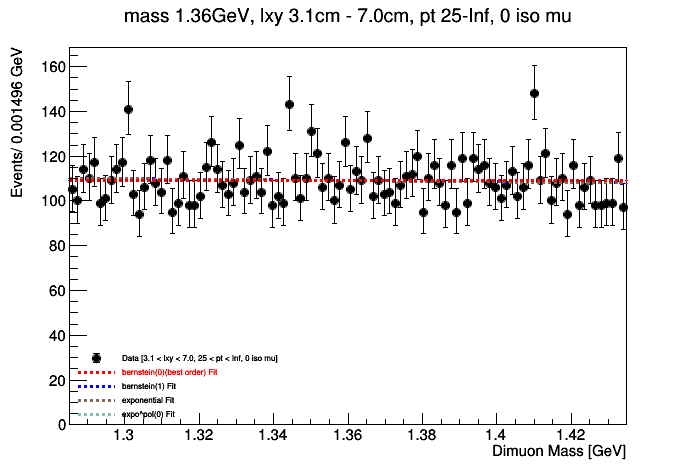 mass 1.36GeV, lxy 3.1cm - 7.0cm, pt 25-Inf, 0 iso mu
Events/ 0.001496 GeV
160
140
120
100
80
60
40
20
0
Data [3.1 < lxy < 7.0, 25 < pt < Inf, 0 iso mu]
bernstein(0)(best order) Fit
bernstein(1) Fit
exponential Fit
expo*pol(0) Fit
1.3 1.32 1.34 1.36 1.38 1.4 1.42
Dimuon Mass [GeV]